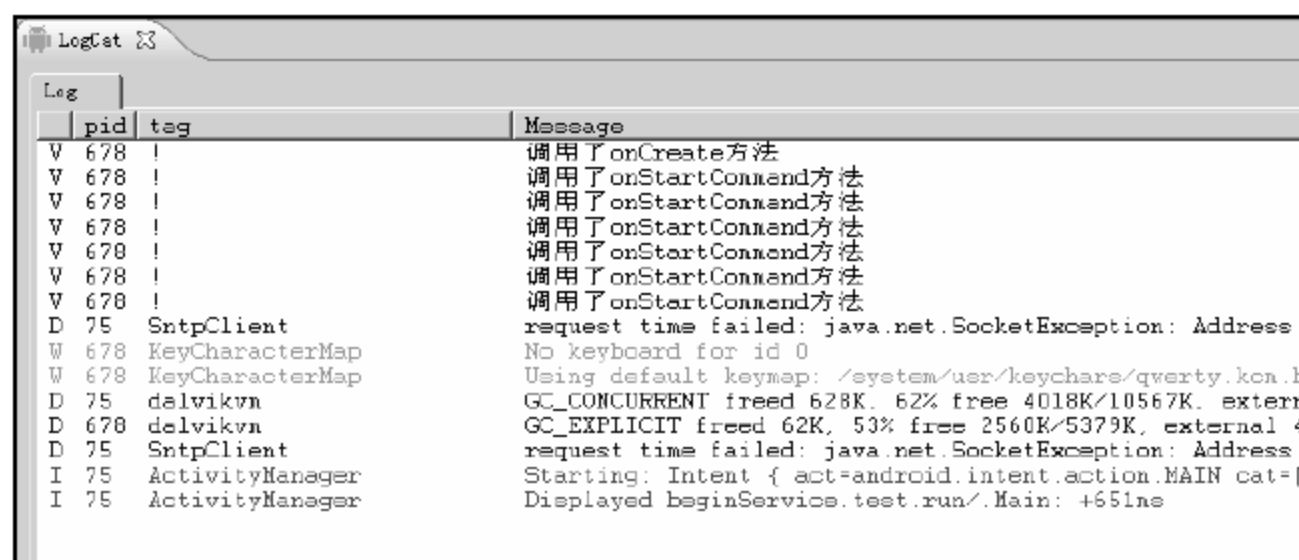 LogCat
Log
pid tag Message
V 678 ! 调用了onCreate方法
V 678 ! 调用了onStartCommand方法
V 678 ! 调用了onStartCommand方法
V 678 ! 调用了onStartCommand方法
V 678 ! 调用了onStartCommand方法
V 678 ! 调用了onStartCommand方法
V 678 ! 调用了onStartCommand方法
D 75 SntpClient request time failed: java.net.SocketException: Address
W 678 KeyCharacterMap No keyboard for id 0
W 678 KeyCharacterMap Using default keymap: /system/usr/keychars/qwerty.kcm.b
D 75 dalvikvm GC_CONCURRENT freed 628K, 62% free 4018K/10567K, extern
D 678 dalvikvm GC_EXPLICIT freed 62K, 53% free 2560K/5379K, external 4
D 75 SntpClient request time failed: java.net.SocketException: Address
I 75 ActivityManager Starting: Intent { act=android.intent.action.MAIN cat=[
I 75 ActivityManager Displayed beginService.test.run/.Main: +651ms